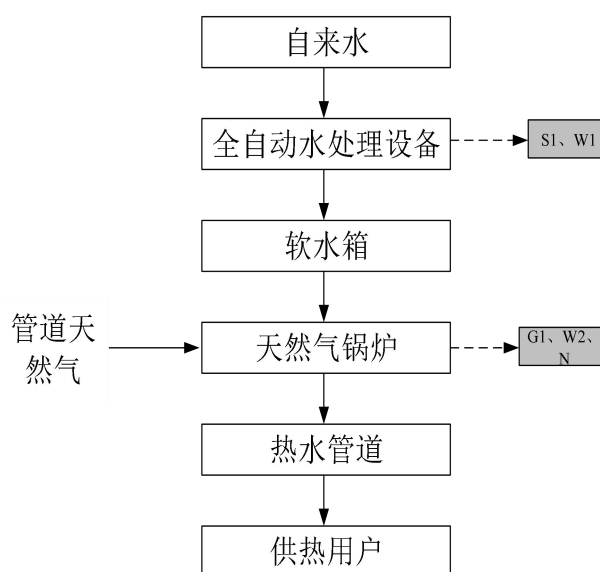 自来水
全自动水处理设备
S1、W1
软水箱
管道天
然气
天然气锅炉
G1、W2、
N
热水管道
供热用户